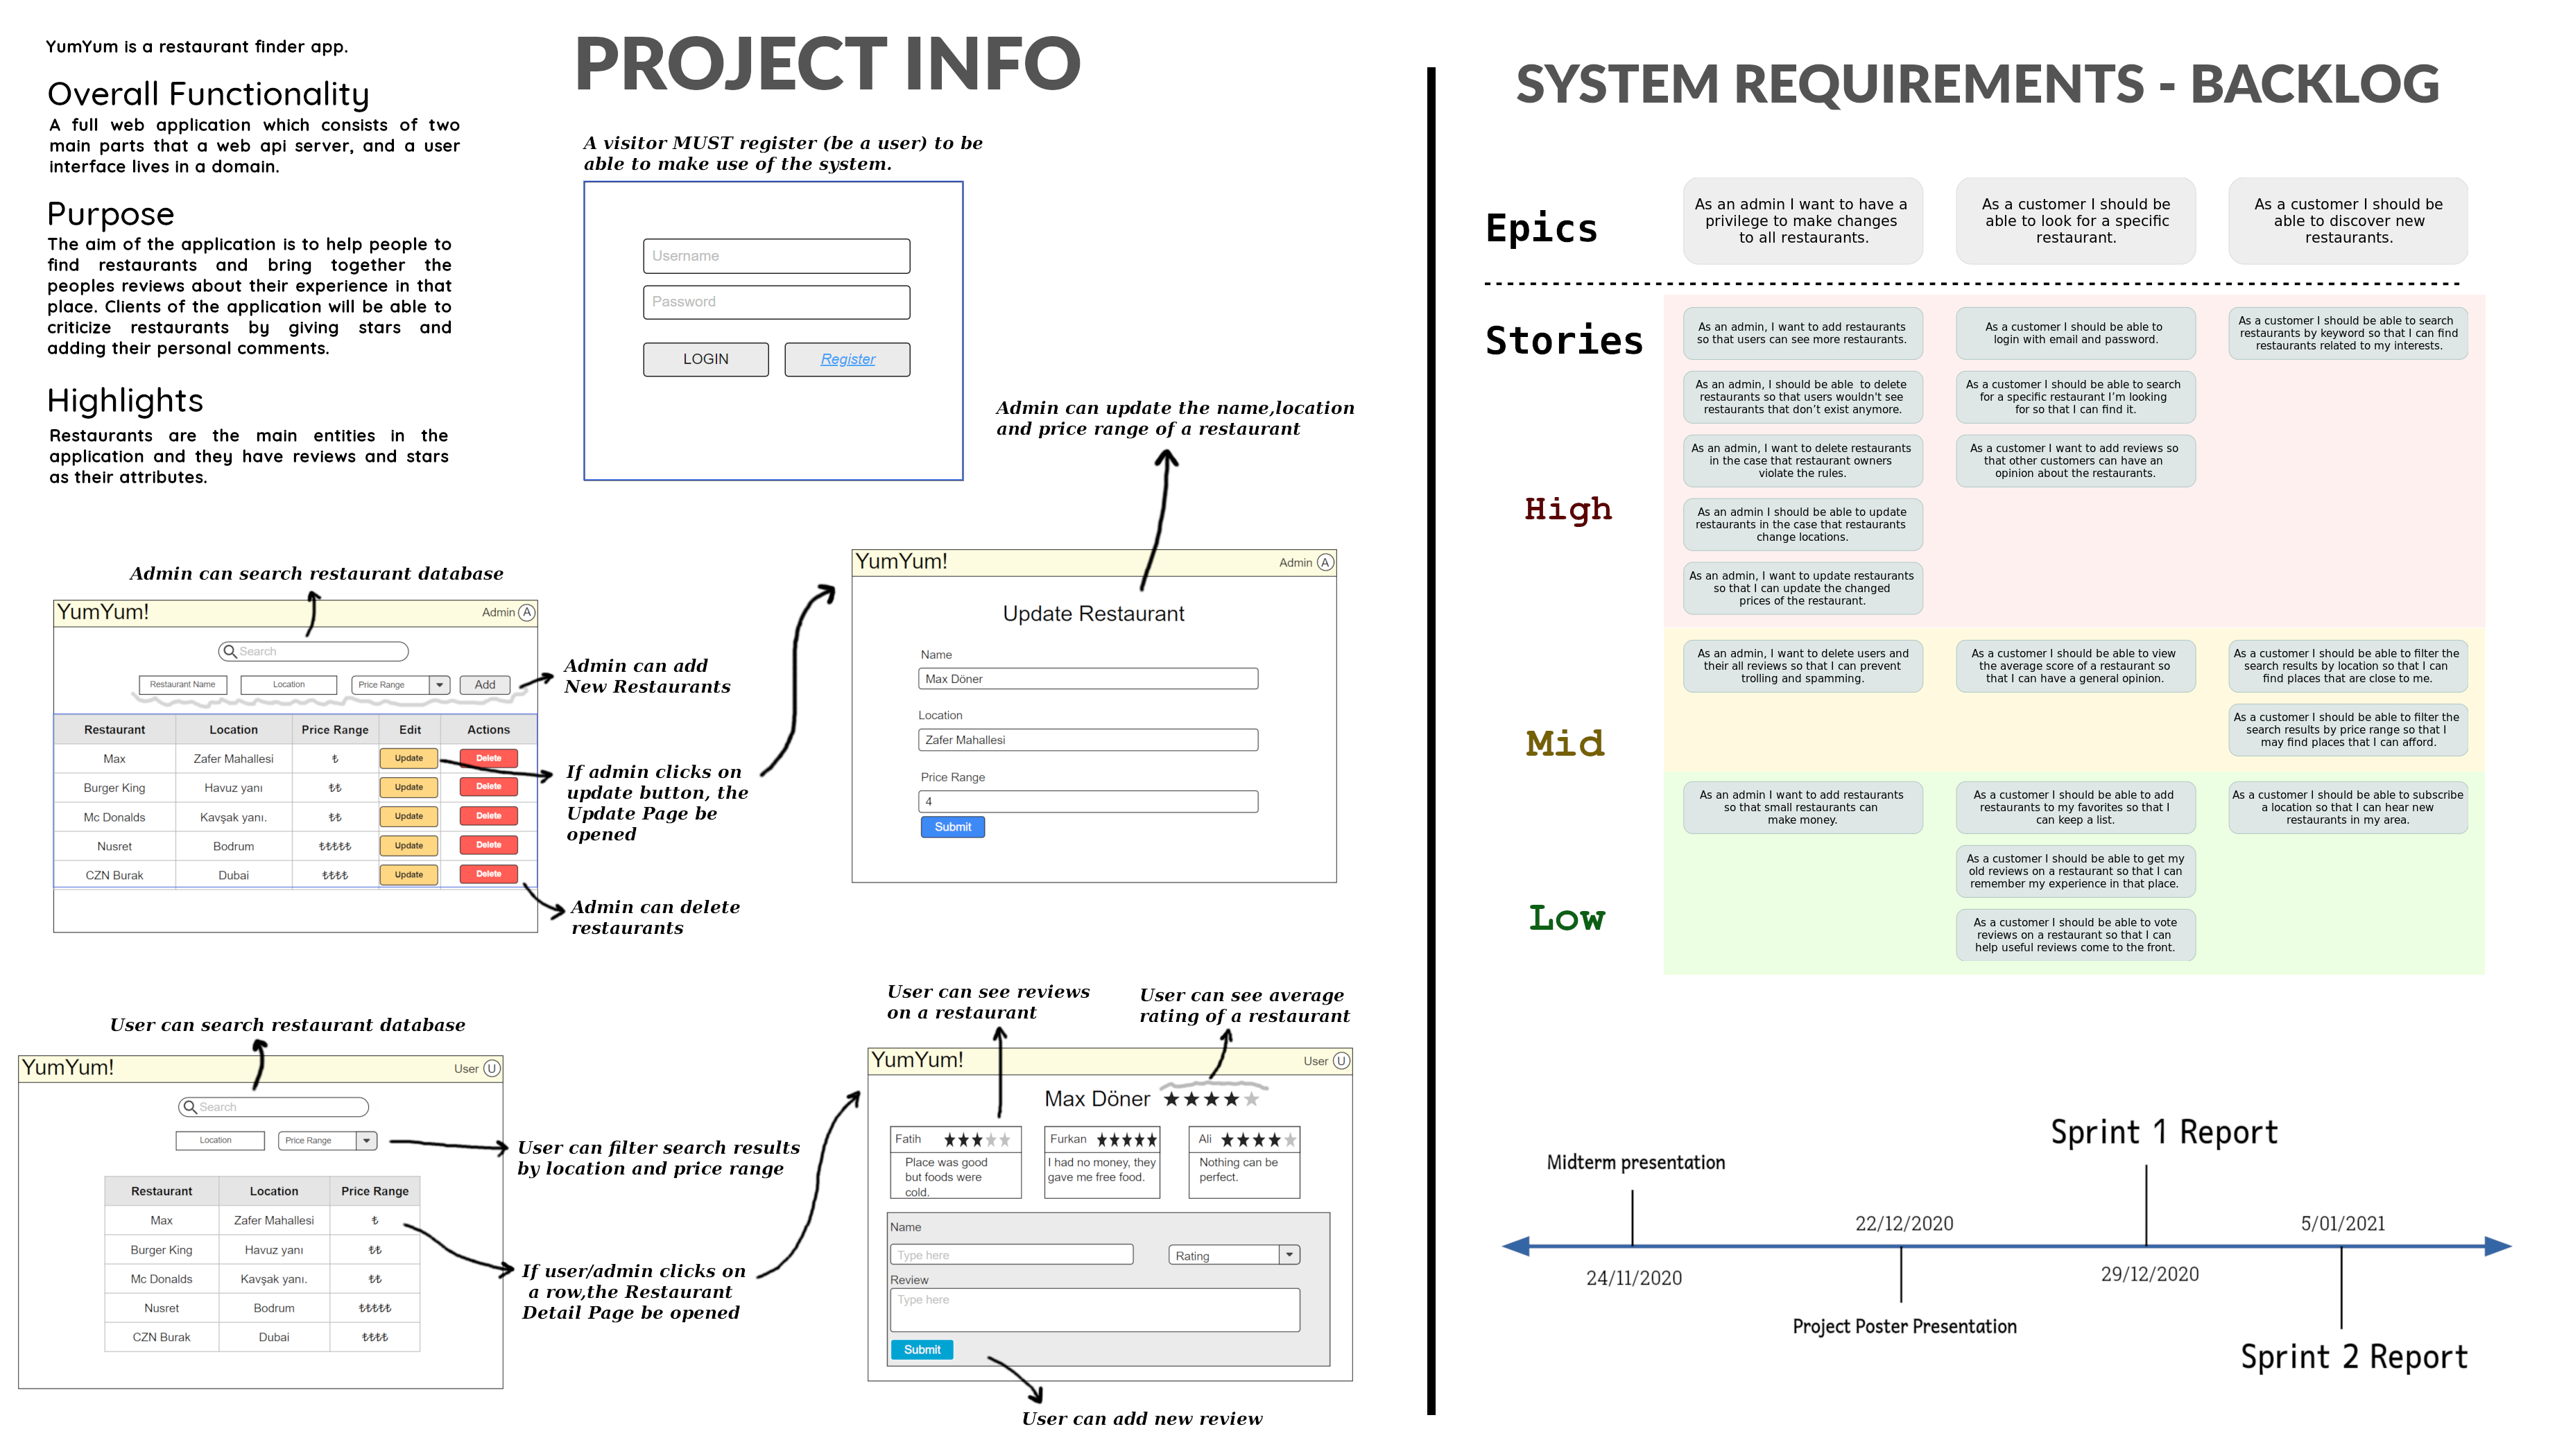 PROJECT INFO
YumYum is a restaurant finder app.
Overall Functionality
A full web application which consists of two
main parts that a web api server, and a user
interface lives in a domain.
Purpose
The aim of the application is to help people to
find restaurants and bring together the
peoples reviews about their experience in that
place. Clients of the application will be able to
criticize restaurants by giving stars and
adding their personal comments.
Highlights
Restaurants are the main entities in the
application and they have reviews and stars
as their attributes.
A visitor MUST register (be a user) to be
able to make use of the system.
Username
Password
LOGIN Register
Admin can search restaurant database
YumYum! Admin A
Search
Restaurant Name Location Price Range Add
Restaurant Location Price Range Edit Actions
Max Zafer Mahallesi ₺ Update Delete
Burger King Havuz yanı ₺₺ Update Delete
Mc Donalds Kavşak yanı. ₺₺ Update Delete
Nusret Bodrum ₺₺₺₺₺ Update Delete
CZN Burak Dubai ₺₺₺₺ Update Delete
Admin can add
New Restaurants
If admin clicks on
update button, the
Update Page be
opened
Admin can delete
restaurants
Admin can update the name,location
and price range of a restaurant
YumYum! Admin A
Update Restaurant
Name
Max Döner
Location
Zafer Mahallesi
Price Range
4
Submit
User can search restaurant database
YumYum! User U
Search
Location Price Range
Restaurant Location Price Range
Max Zafer Mahallesi ₺
Burger King Havuz yanı ₺₺
Mc Donalds Kavşak yanı. ₺₺
Nusret Bodrum ₺₺₺₺₺
CZN Burak Dubai ₺₺₺₺
User can filter search results
by location and price range
If user/admin clicks on
a row,the Restaurant
Detail Page be opened
User can see reviews
on a restaurant
User can see average
rating of a restaurant
YumYum! User U
Max Döner ★★★★★
Fatih ★★★★★
Place was good
but foods were
cold.
Furkan ★★★★★
I had no money, they
gave me free food.
Ali ★★★★★
Nothing can be
perfect.
Name
Type here Rating
Review
Type here
Submit
User can add new review
SYSTEM REQUIREMENTS - BACKLOG
Epics
As an admin I want to have a
privilege to make changes
to all restaurants.
As a customer I should be
able to look for a specific
restaurant.
As a customer I should be
able to discover new
restaurants.
Stories
High
As an admin, I want to add restaurants
so that users can see more restaurants.
As a customer I should be able to
login with email and password.
As a customer I should be able to search
restaurants by keyword so that I can find
restaurants related to my interests.
As an admin, I should be able to delete
restaurants so that users wouldn't see
restaurants that don’t exist anymore.
As a customer I should be able to search
for a specific restaurant I’m looking
for so that I can find it.
As an admin, I want to delete restaurants
in the case that restaurant owners
violate the rules.
As a customer I want to add reviews so
that other customers can have an
opinion about the restaurants.
As an admin I should be able to update
restaurants in the case that restaurants
change locations.
As an admin, I want to update restaurants
so that I can update the changed
prices of the restaurant.
Mid
As an admin, I want to delete users and
their all reviews so that I can prevent
trolling and spamming.
As a customer I should be able to view
the average score of a restaurant so
that I can have a general opinion.
As a customer I should be able to filter the
search results by location so that I can
find places that are close to me.
As a customer I should be able to filter the
search results by price range so that I
may find places that I can afford.
Low
As an admin I want to add restaurants
so that small restaurants can
make money.
As a customer I should be able to add
restaurants to my favorites so that I
can keep a list.
As a customer I should be able to subscribe
a location so that I can hear new
restaurants in my area.
As a customer I should be able to get my
old reviews on a restaurant so that I can
remember my experience in that place.
As a customer I should be able to vote
reviews on a restaurant so that I can
help useful reviews come to the front.
Midterm presentation
24/11/2020
22/12/2020
Project Poster Presentation
Sprint 1 Report
29/12/2020
5/01/2021
Sprint 2 Report